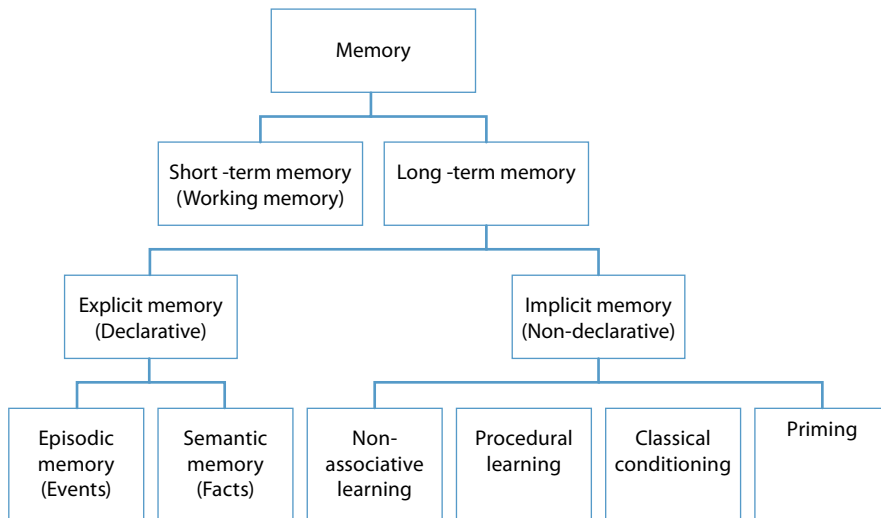 Memory
Short -term memory
(Working memory)
Long -term memory
Explicit memory
(Declarative)
Implicit memory
(Non-declarative)
Episodic
memory
(Events)
Semantic
memory
(Facts)
Non-
associative
learning
Procedural
learning
Classical
conditioning
Priming